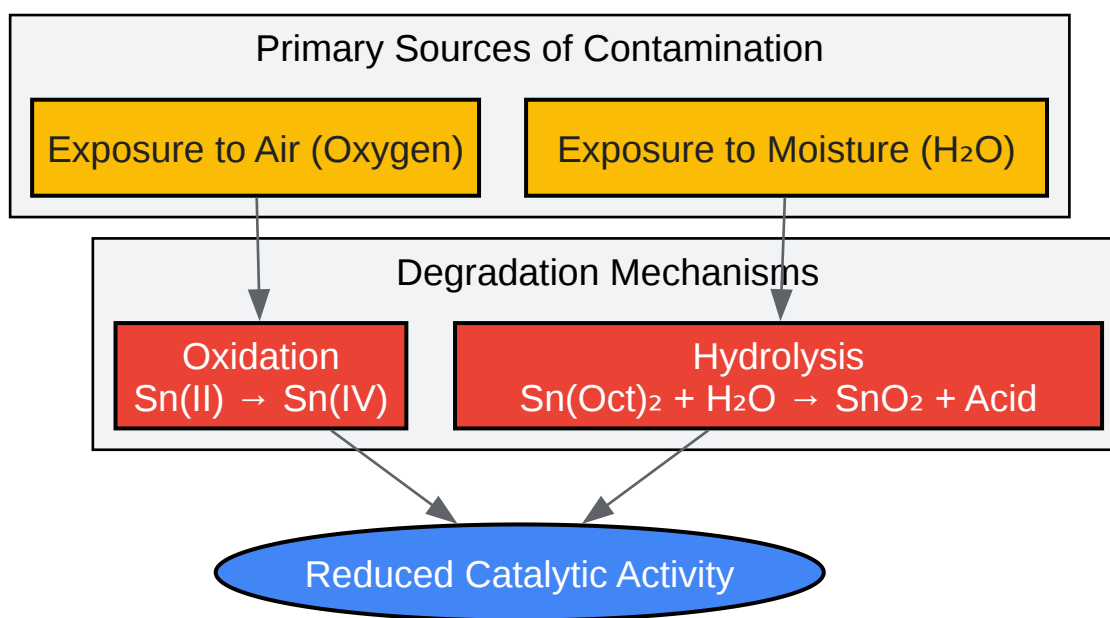 Primary Sources of Contamination
Exposure to Air (Oxygen)
Exposure to Moisture (H₂O)
Degradation Mechanisms
Oxidation
Sn(II) → Sn(IV)
Hydrolysis
Sn(Oct)₂ + H₂O → SnO₂ + Acid
Reduced Catalytic Activity